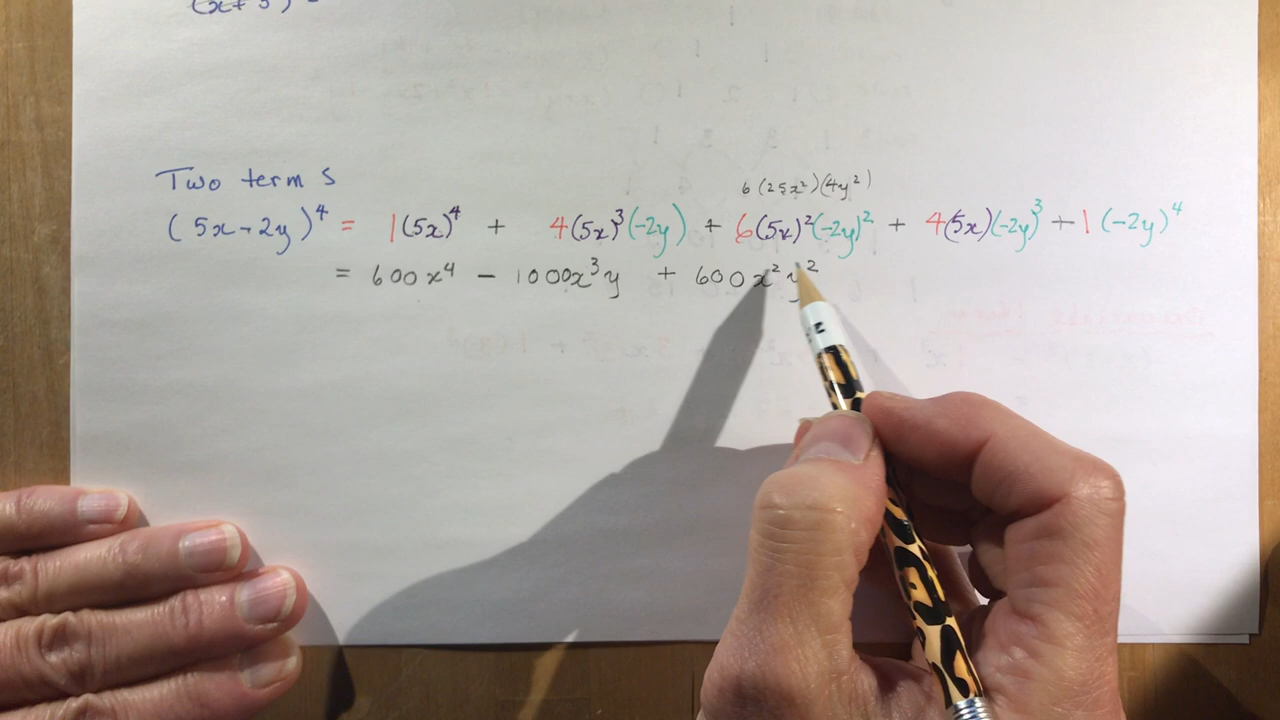 Two terms
6(25x²)(4y²)
(5x-2y)⁴ = 1(5x)⁴ + 4(5x)³(-2y) + 6(5x)²(-2y)² + 4(5x)(-2y)³ + 1(-2y)⁴
= 600x⁴ - 1000x³y + 600x²y²